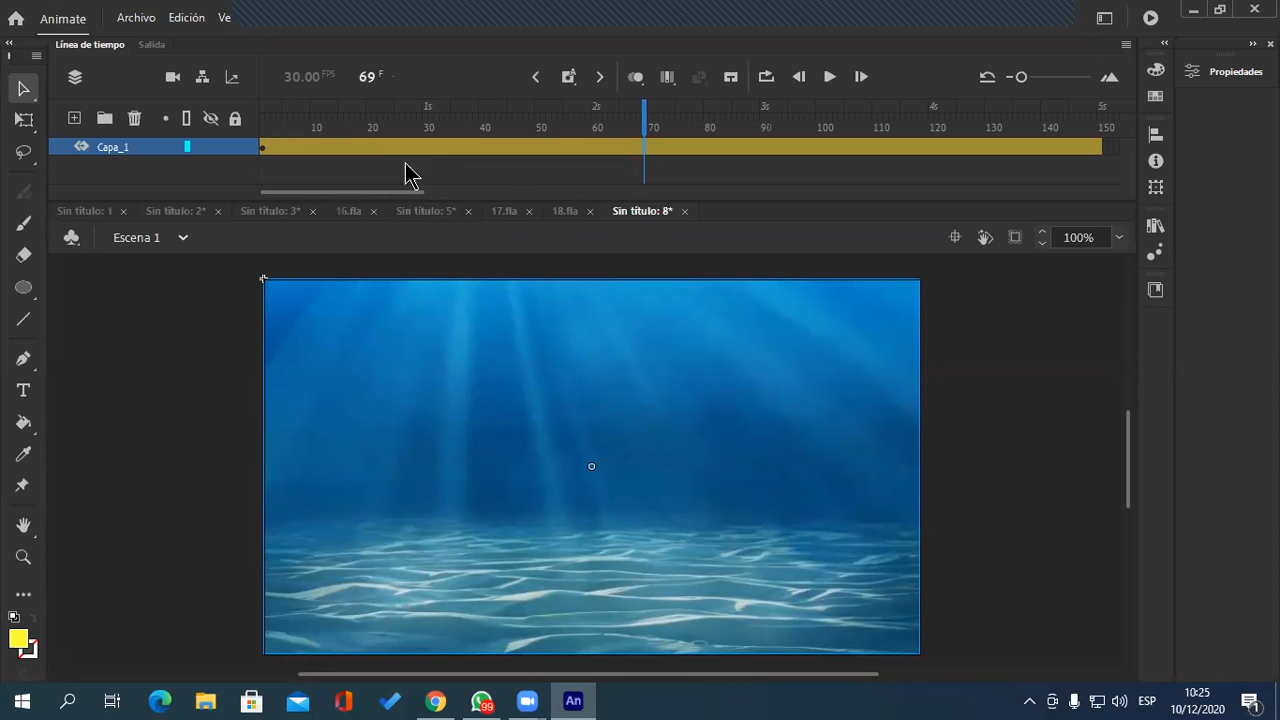 Animate Archivo Edición Ve
Línea de tiempo Salida
30.00 FPS 69 F
Propiedades
1s 2s 3s 4s 5s
10 20 30 40 50 60 70 80 90 100 110 120 130 140 150
Capa_1
Sin título: 1 Sin título: 2* Sin título: 3* 16.fla Sin título: 5* 17.fla 18.fla Sin título: 8*
Escena 1 100%
99 An ESP 10:25
10/12/2020 1